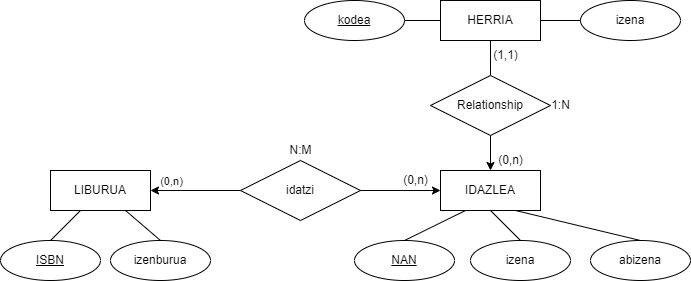 kodea
HERRIA
izena
(1,1)
Relationship
1:N
(0,n)
N:M
LIBURUA
(0,n)
idatzi
(0,n)
IDAZLEA
ISBN
izenburua
NAN
izena
abizena